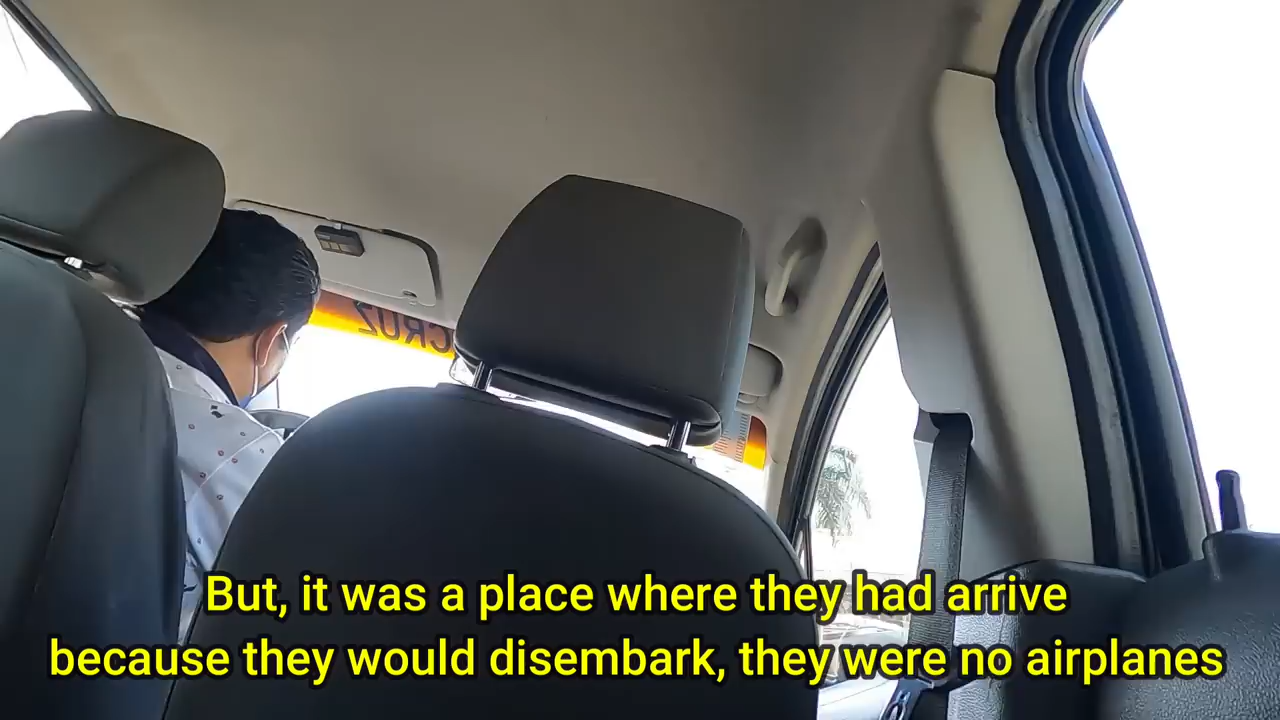 CRUZ
But, it was a place where they had arrive
because they would disembark, they were no airplanes